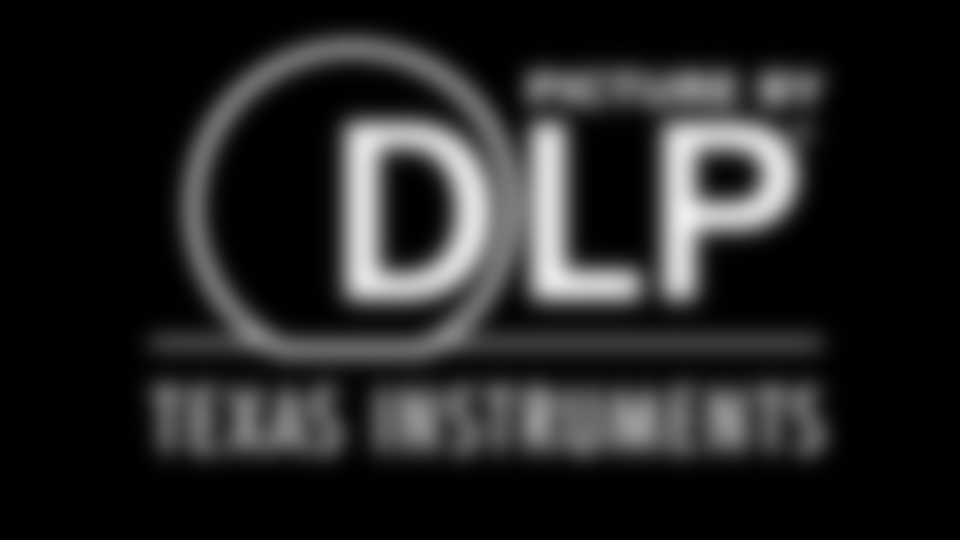 PICTURE BY
DLP
TEXAS INSTRUMENTS